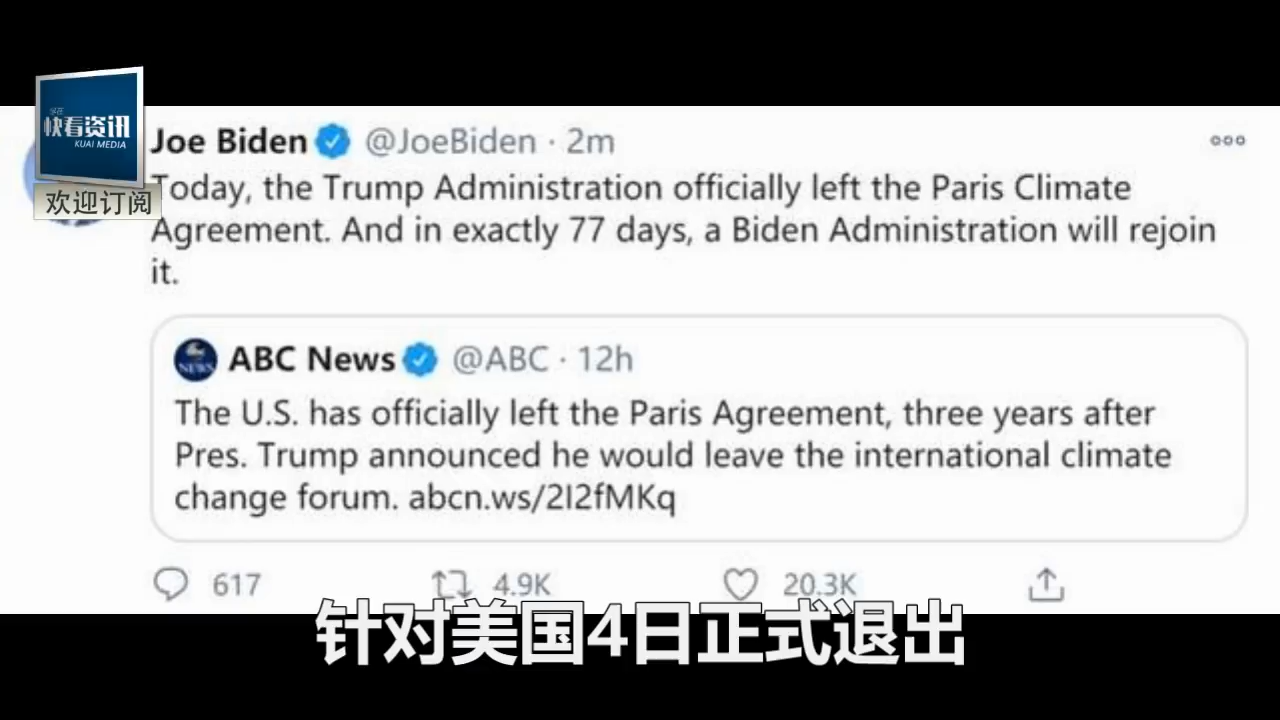 快看资讯
KUAI MEDIA
欢迎订阅
Joe Biden @JoeBiden · 2m
Today, the Trump Administration officially left the Paris Climate
Agreement. And in exactly 77 days, a Biden Administration will rejoin
it.
NEWS
ABC News @ABC · 12h
The U.S. has officially left the Paris Agreement, three years after
Pres. Trump announced he would leave the international climate
change forum. abcn.ws/2I2fMKq
617 4.9K 20.3K
针对美国4日正式退出